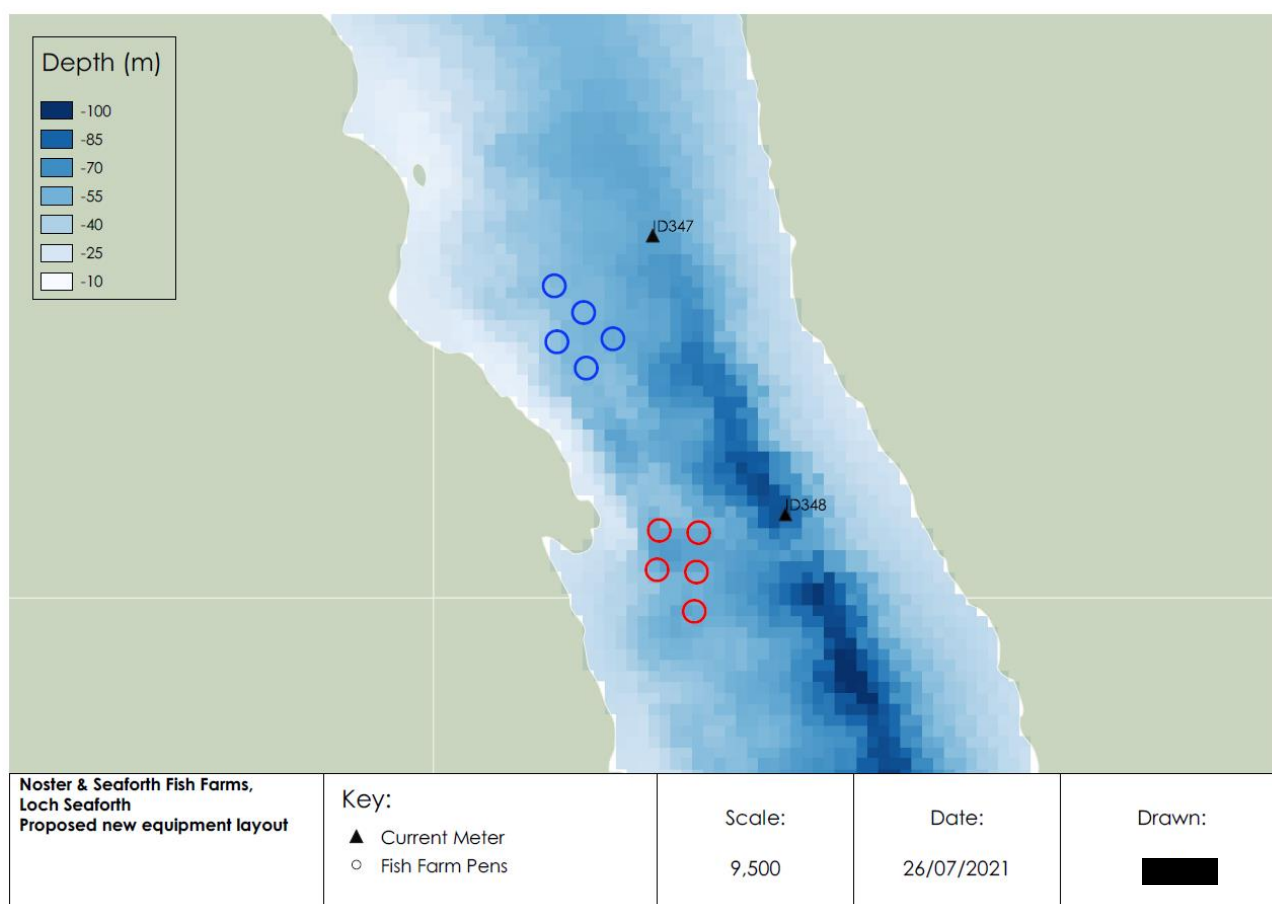 Depth (m)
-100
-85
-70
-55
-40
-25
-10
ID347
ID348
Noster & Seaforth Fish Farms,
Loch Seaforth
Proposed new equipment layout
Key:
Current Meter
Fish Farm Pens
Scale:
9,500
Date:
26/07/2021
Drawn: